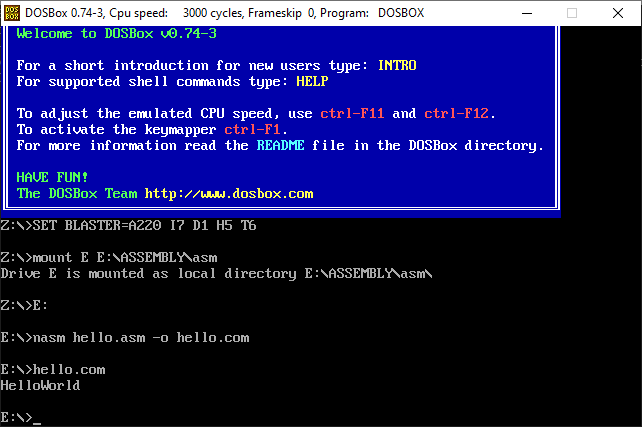 DOSBox 0.74-3, Cpu speed:    3000 cycles, Frameskip  0, Program:   DOSBOX
Welcome to DOSBox v0.74-3
For a short introduction for new users type: INTRO
For supported shell commands type: HELP
To adjust the emulated CPU speed, use ctrl-F11 and ctrl-F12.
To activate the keymapper ctrl-F1.
For more information read the README file in the DOSBox directory.
HAVE FUN!
The DOSBox Team http://www.dosbox.com
Z:\>SET BLASTER=A220 I7 D1 H5 T6
Z:\>mount E E:\ASSEMBLY\asm
Drive E is mounted as local directory E:\ASSEMBLY\asm\
Z:\>E:
E:\>nasm hello.asm -o hello.com
E:\>hello.com
HelloWorld
E:\>_